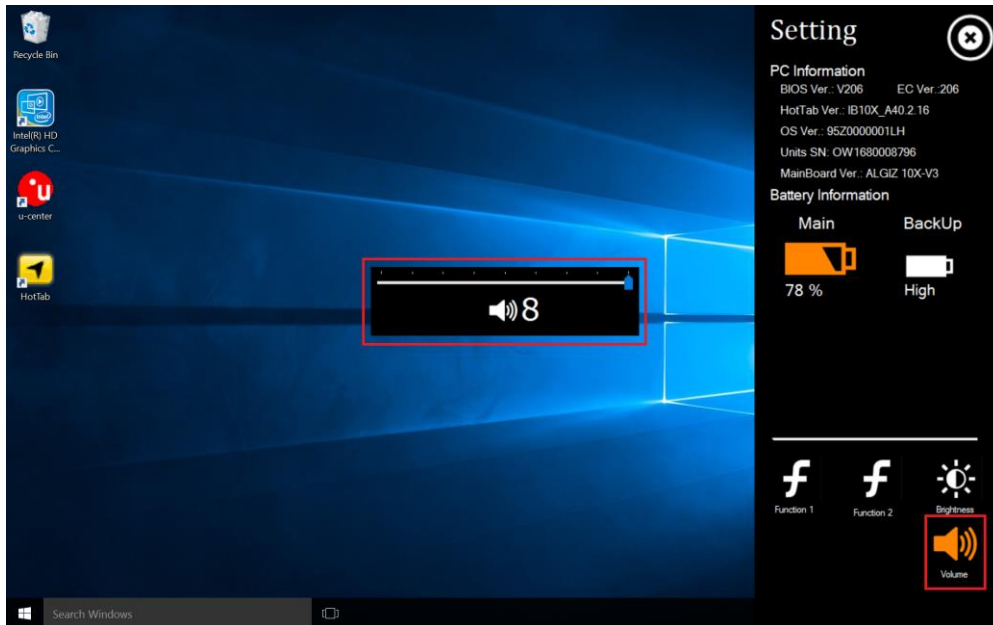 Recycle Bin
Intel(R) HD
Graphics C...
u-center
HotTab
8
Setting
PC Information
BIOS Ver.: V206 EC Ver.:206
HotTab Ver.: IB10X_A40.2.16
OS Ver.: 95Z0000001LH
Units SN: OW1680008796
MainBoard Ver.: ALGIZ 10X-V3
Battery Information
Main BackUp
78 % High
Function 1 Function 2 Brightness
Volume
Search Windows